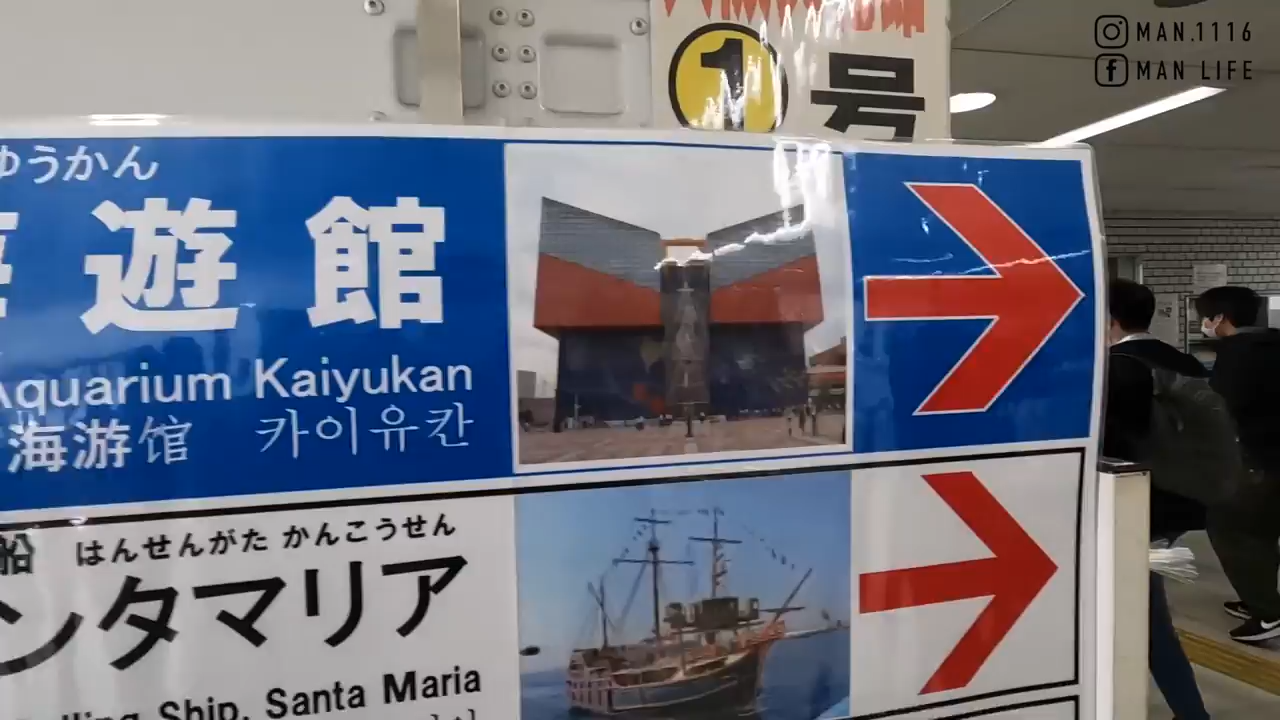 MAN.1116
MAN LIFE
1号
ゆうかん
遊館
Aquarium Kaiyukan
海游馆 카이유칸
船 はんせんがた かんこうせん
ンタマリア
Ship, Santa Maria